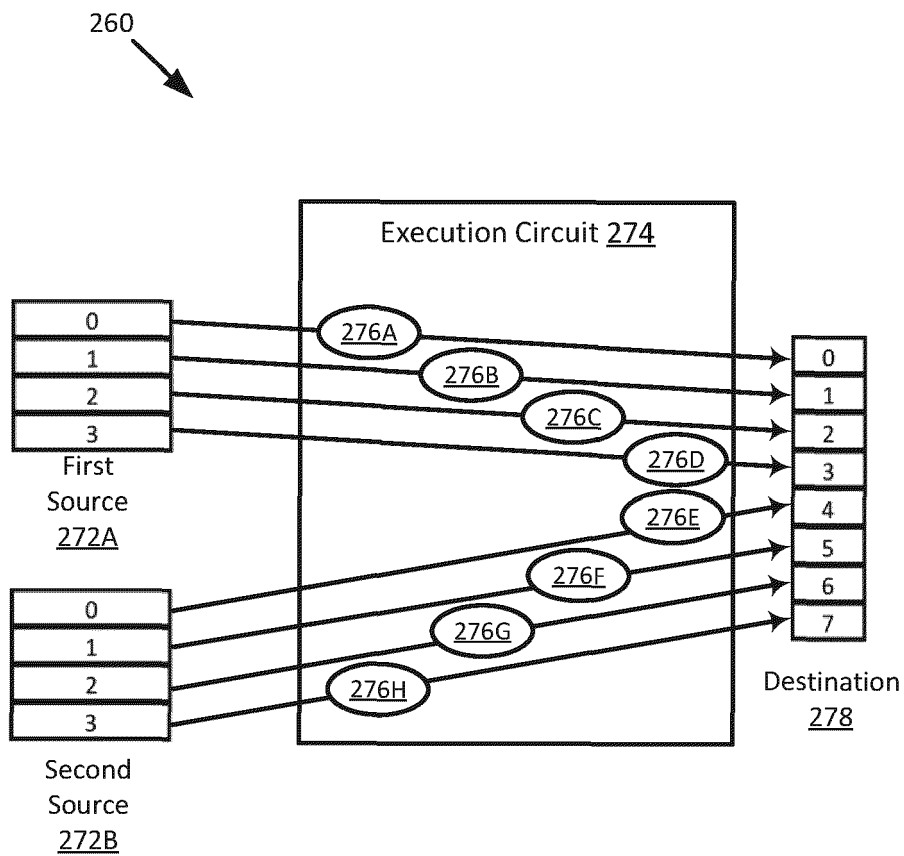 260
Execution Circuit 274
0
1
2
3
First
Source
272A
0
1
2
3
Second
Source
272B
276A
276B
276C
276D
276E
276F
276G
276H
0
1
2
3
4
5
6
7
Destination
278